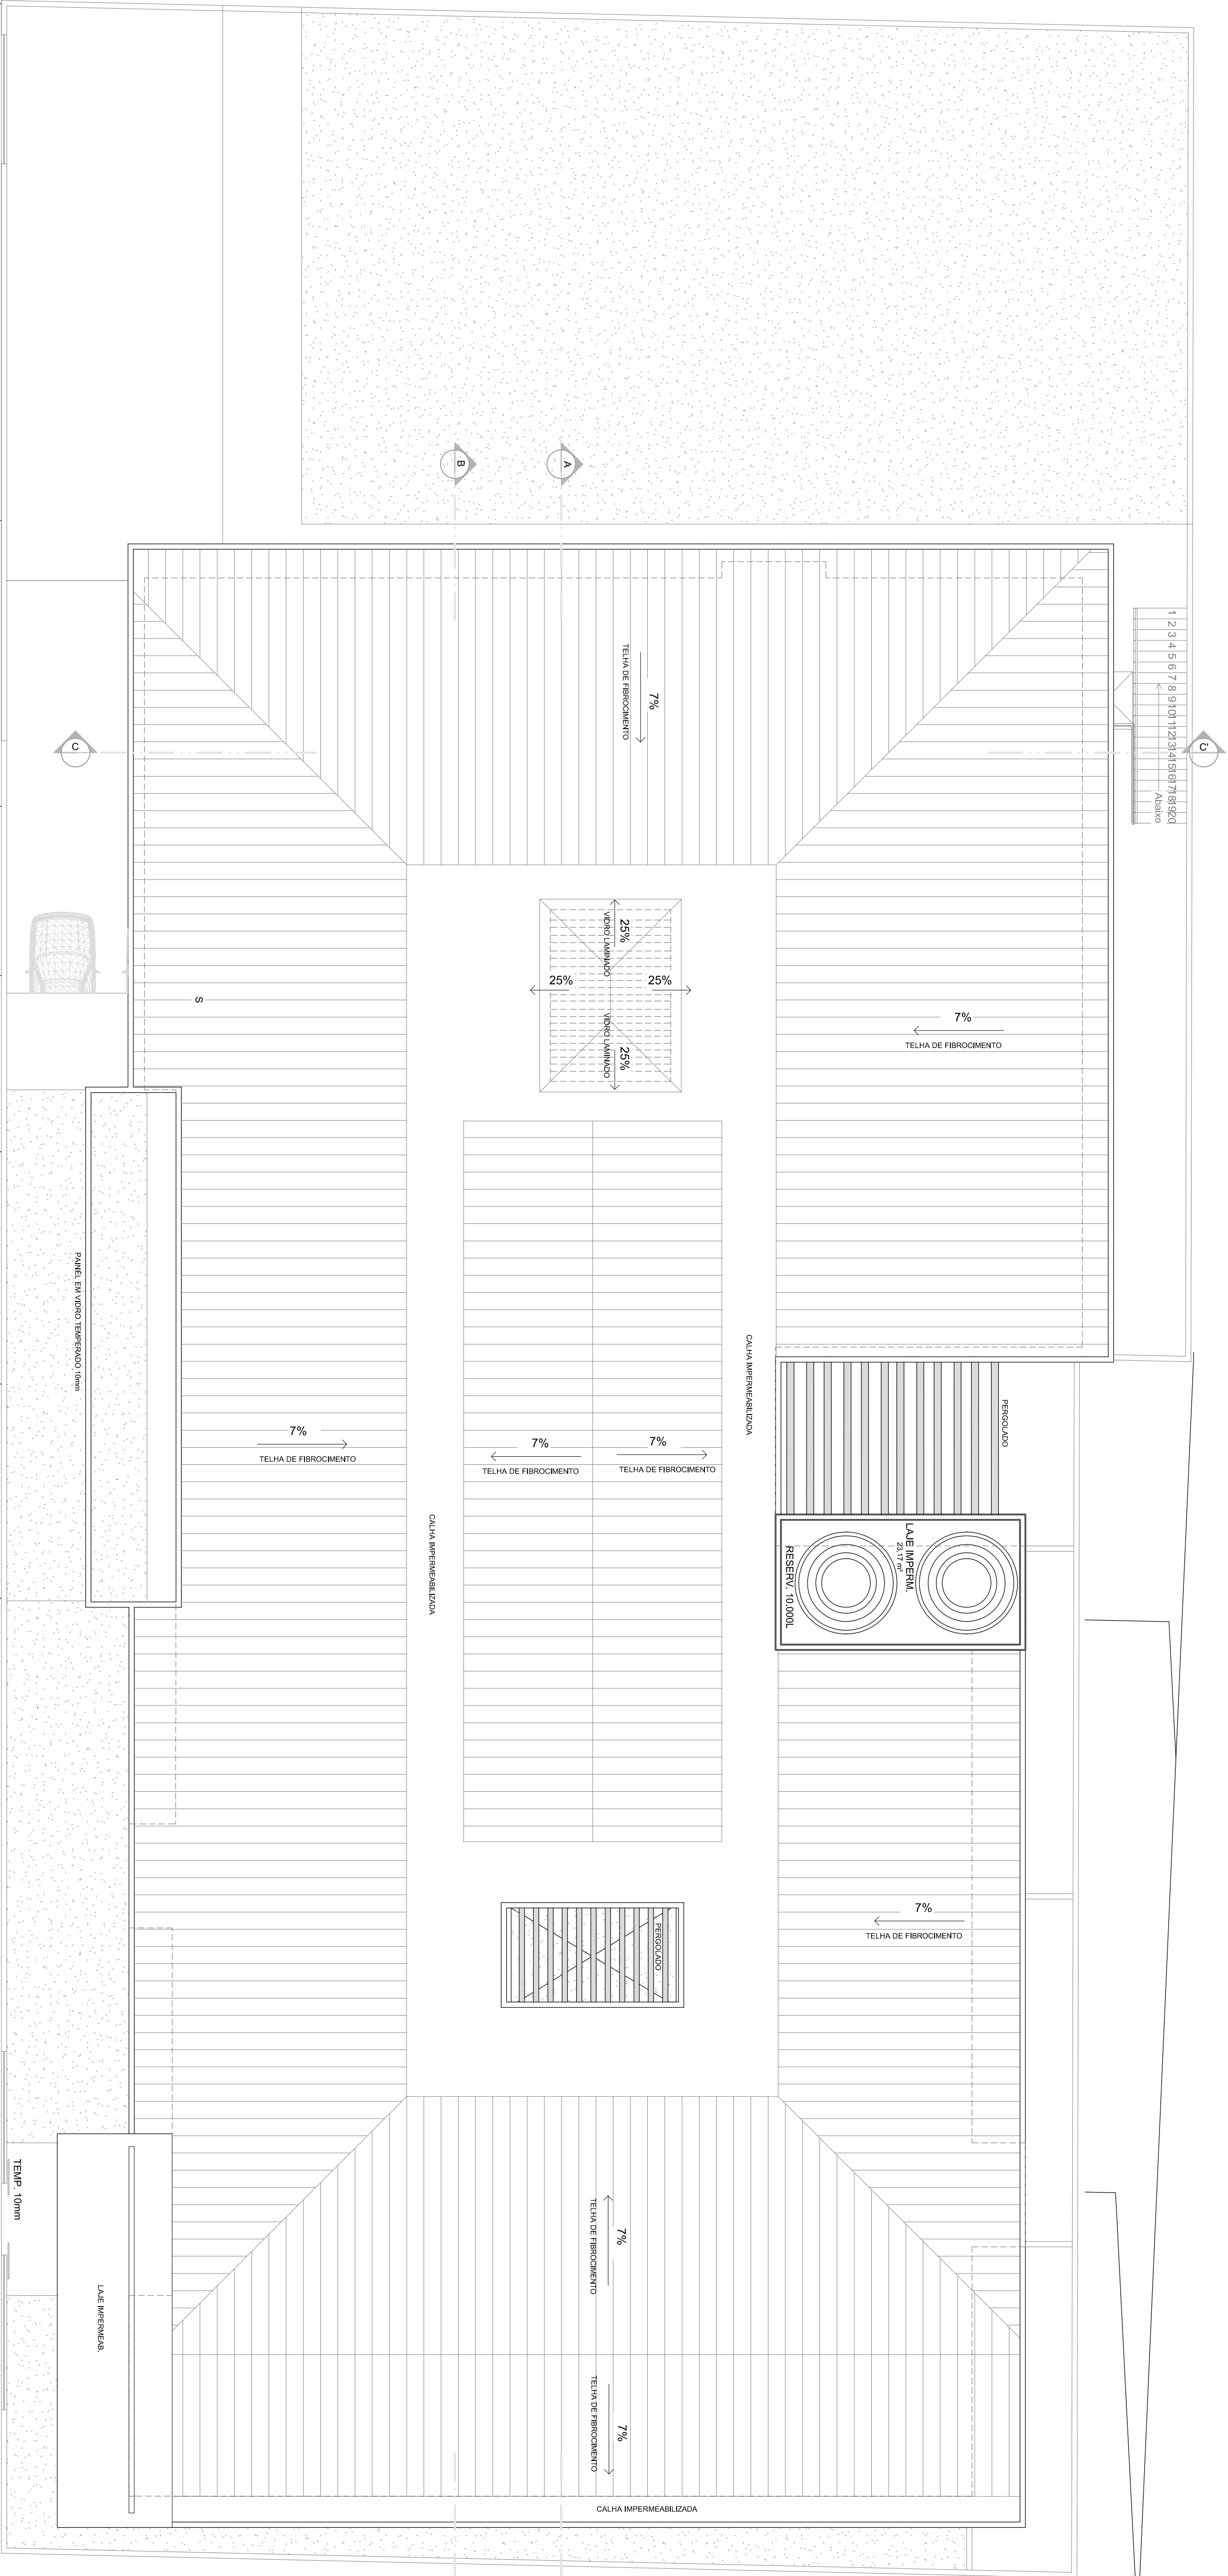 B
A
TELHA DE FIBROCIMENTO
7%
1 2 3 4 5 6 7 8 9 10 11 12 13 14 15 16 17 18 19 20
Abaixo
C
C'
25%
VIDRO LAMINADO
25%
25%
VIDRO LAMINADO
25%
S
7%
TELHA DE FIBROCIMENTO
PAINÉL EM VIDRO TEMPERADO 10mm
CALHA IMPERMEABILIZADA
PERGOLADO
7%
TELHA DE FIBROCIMENTO
7%
TELHA DE FIBROCIMENTO
7%
TELHA DE FIBROCIMENTO
CALHA IMPERMEABILIZADA
LAJE IMPERM.
23,17 m²
RESERV. 10.000L
7%
TELHA DE FIBROCIMENTO
PERGOLADO
TEMP. 10mm
LAJE IMPERMEAB.
7%
TELHA DE FIBROCIMENTO
7%
TELHA DE FIBROCIMENTO
CALHA IMPERMEABILIZADA